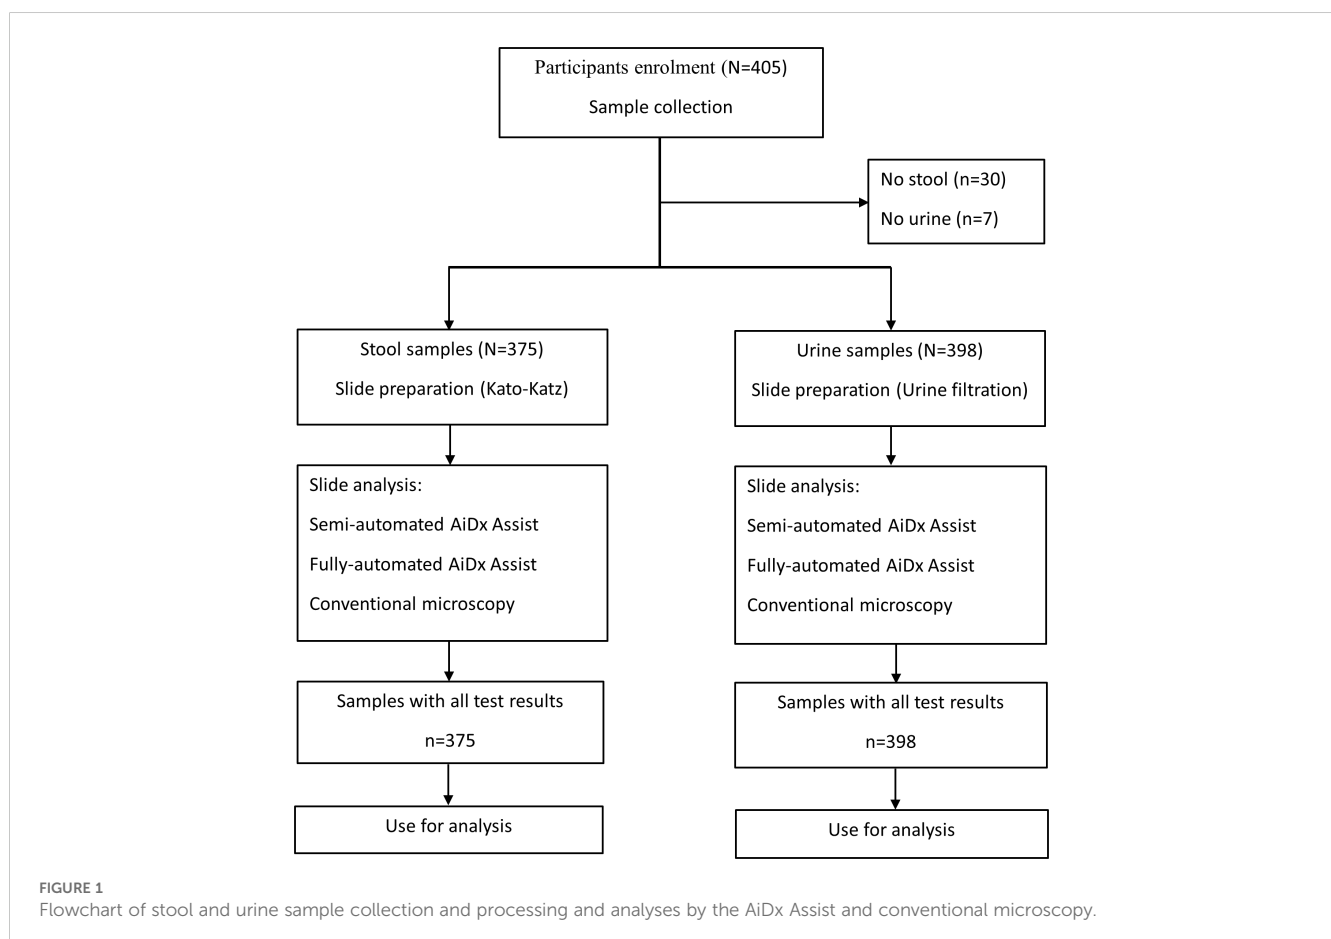 Participants enrolment (N=405)
Sample collection
No stool (n=30)
No urine (n=7)
Stool samples (N=375)
Slide preparation (Kato-Katz)
Urine samples (N=398)
Slide preparation (Urine filtration)
Slide analysis:
Semi-automated AiDx Assist
Fully-automated AiDx Assist
Conventional microscopy
Slide analysis:
Semi-automated AiDx Assist
Fully-automated AiDx Assist
Conventional microscopy
Samples with all test results
n=375
Samples with all test results
n=398
Use for analysis
Use for analysis
FIGURE 1
Flowchart of stool and urine sample collection and processing and analyses by the AiDx Assist and conventional microscopy.